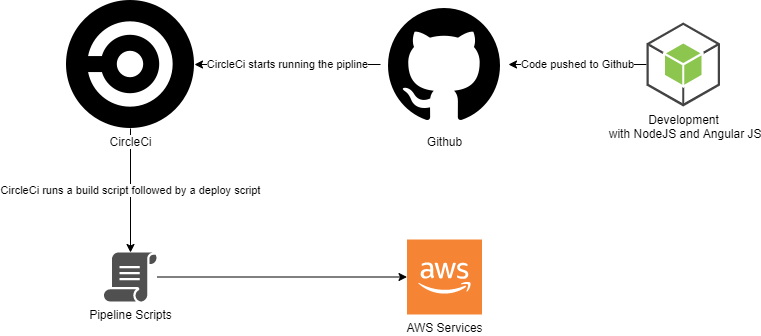 CircleCi starts running the pipline
Code pushed to Github
Development
with NodeJS and Angular JS
CircleCi
Github
CircleCi runs a build script followed by a deploy script
aws
Pipeline Scripts
AWS Services